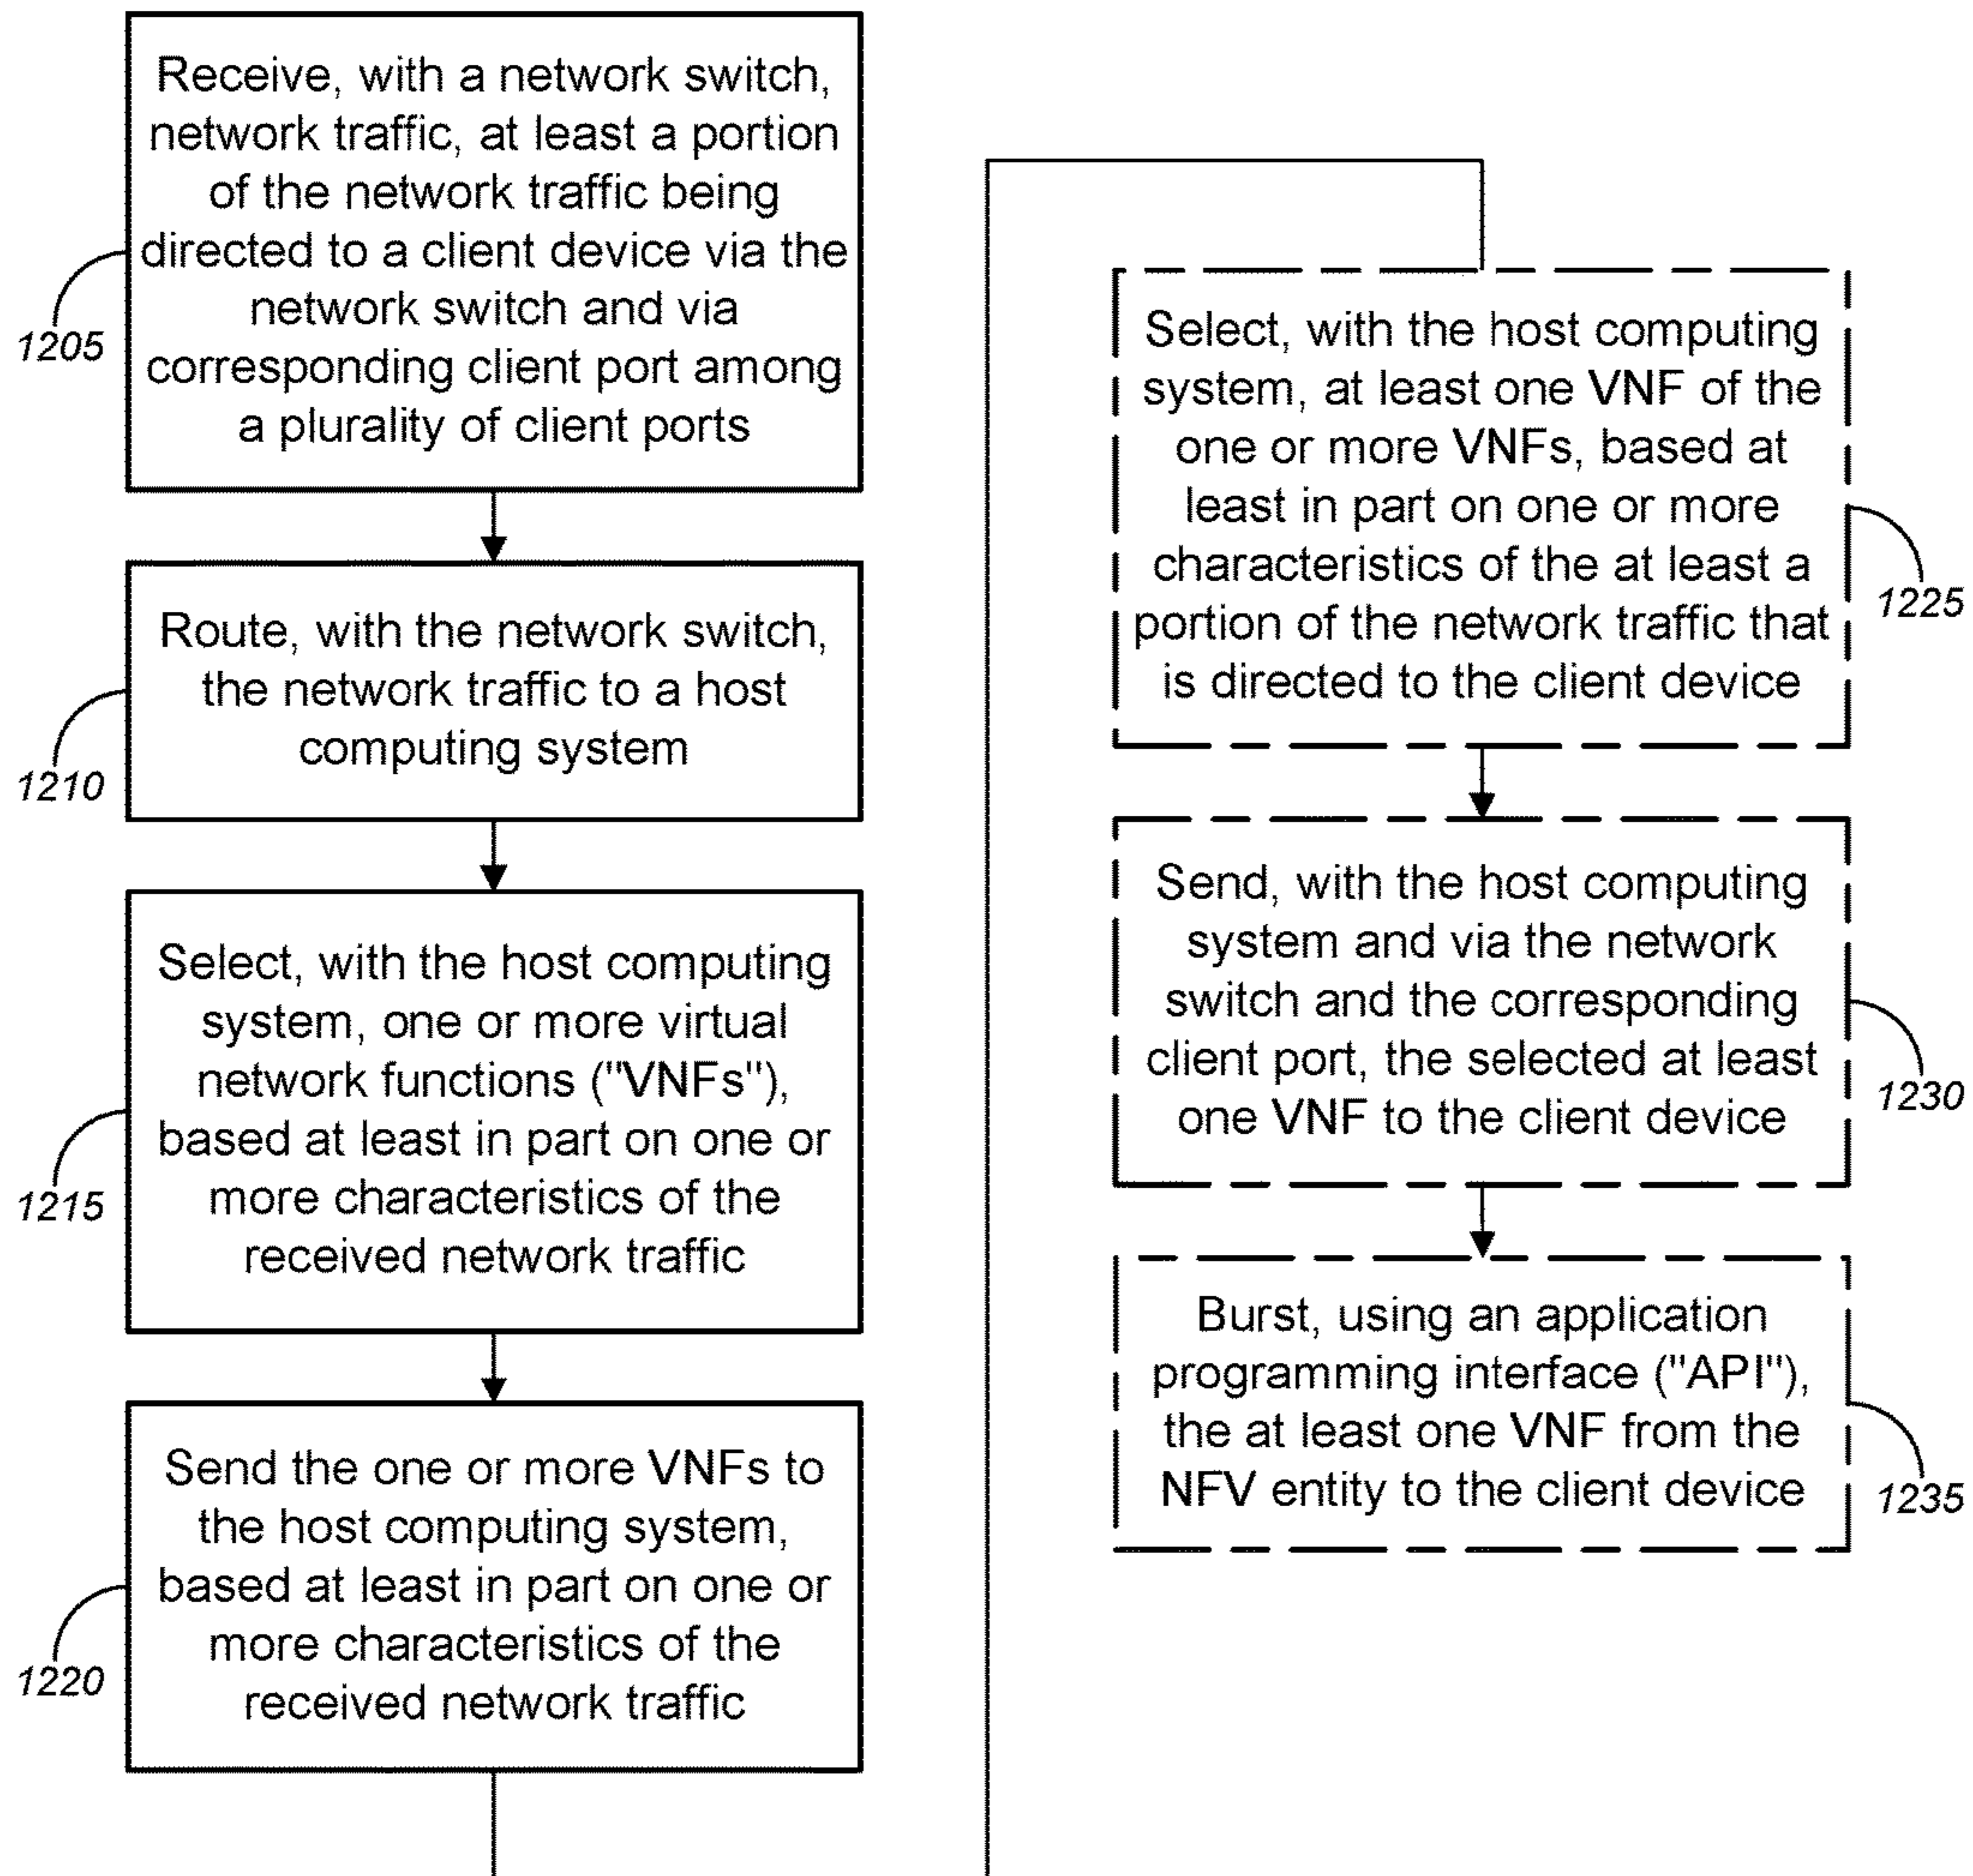 Receive, with a network switch,
network traffic, at least a portion
of the network traffic being
directed to a client device via the
network switch and via
corresponding client port among
a plurality of client ports
1205
Route, with the network switch,
the network traffic to a host
computing system
1210
Select, with the host computing
system, one or more virtual
network functions ("VNFs"),
based at least in part on one or
more characteristics of the
received network traffic
1215
Send the one or more VNFs to
the host computing system,
based at least in part on one or
more characteristics of the
received network traffic
1220
Select, with the host computing
system, at least one VNF of the
one or more VNFs, based at
least in part on one or more
characteristics of the at least a
portion of the network traffic that
is directed to the client device
1225
Send, with the host computing
system and via the network
switch and the corresponding
client port, the selected at least
one VNF to the client device
1230
Burst, using an application
programming interface ("API"),
the at least one VNF from the
NFV entity to the client device
1235